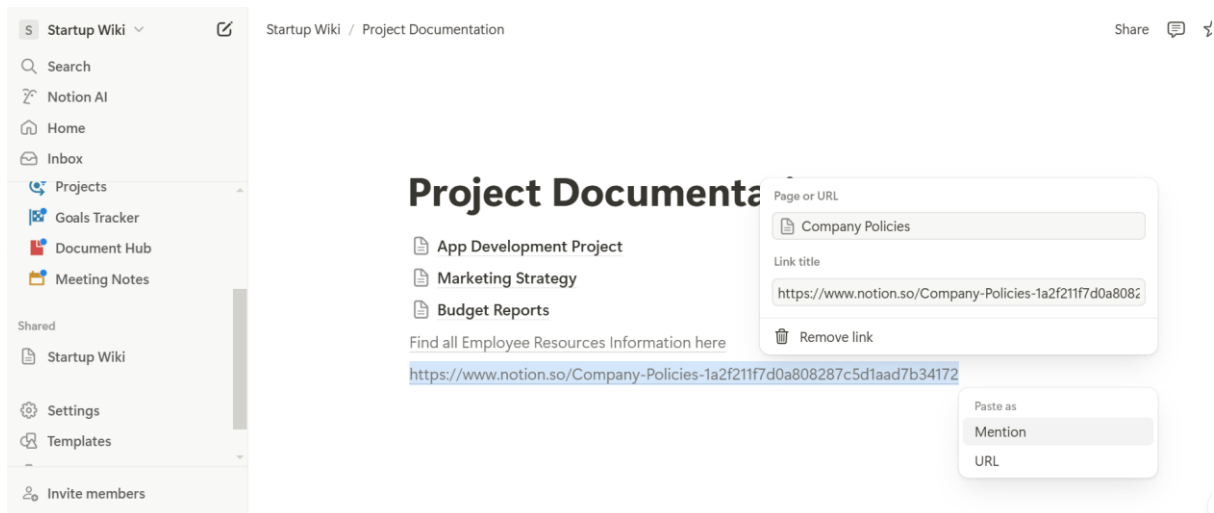 S Startup Wiki
Search
Notion AI
Home
Inbox
Projects
Goals Tracker
Document Hub
Meeting Notes
Shared
Startup Wiki
Settings
Templates
Invite members
Startup Wiki / Project Documentation
Share
Project Documenta
App Development Project
Marketing Strategy
Budget Reports
Find all Employee Resources Information here
https://www.notion.so/Company-Policies-1a2f211f7d0a808287c5d1aad7b34172
Page or URL
Company Policies
Link title
https://www.notion.so/Company-Policies-1a2f211f7d0a8082
Remove link
Paste as
Mention
URL